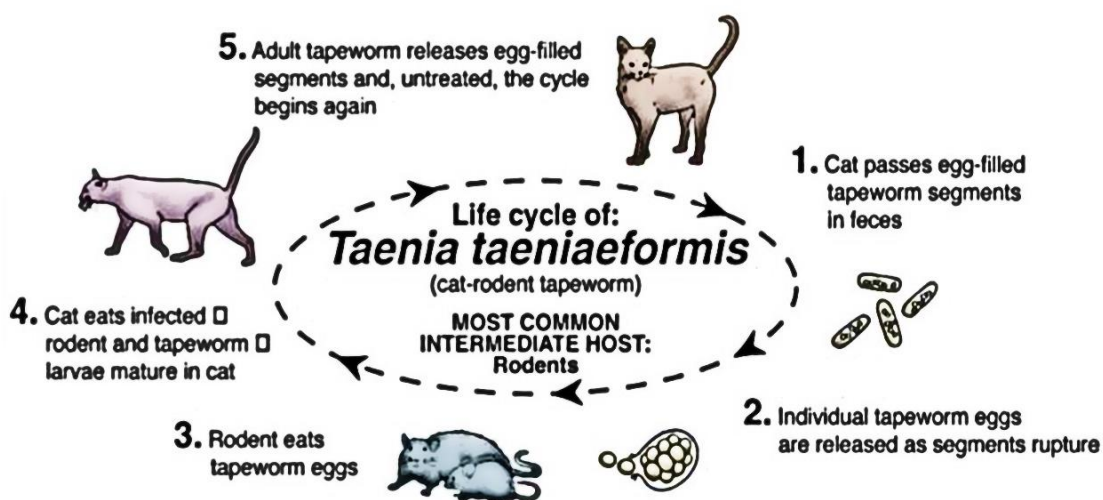 5. Adult tapeworm releases egg-filled
segments and, untreated, the cycle
begins again
1. Cat passes egg-filled
tapeworm segments
in feces
Life cycle of:
Taenia taeniaeformis
(cat-rodent tapeworm)
MOST COMMON
INTERMEDIATE HOST:
Rodents
4. Cat eats infected □
rodent and tapeworm □
larvae mature in cat
2. Individual tapeworm eggs
are released as segments rupture
3. Rodent eats
tapeworm eggs